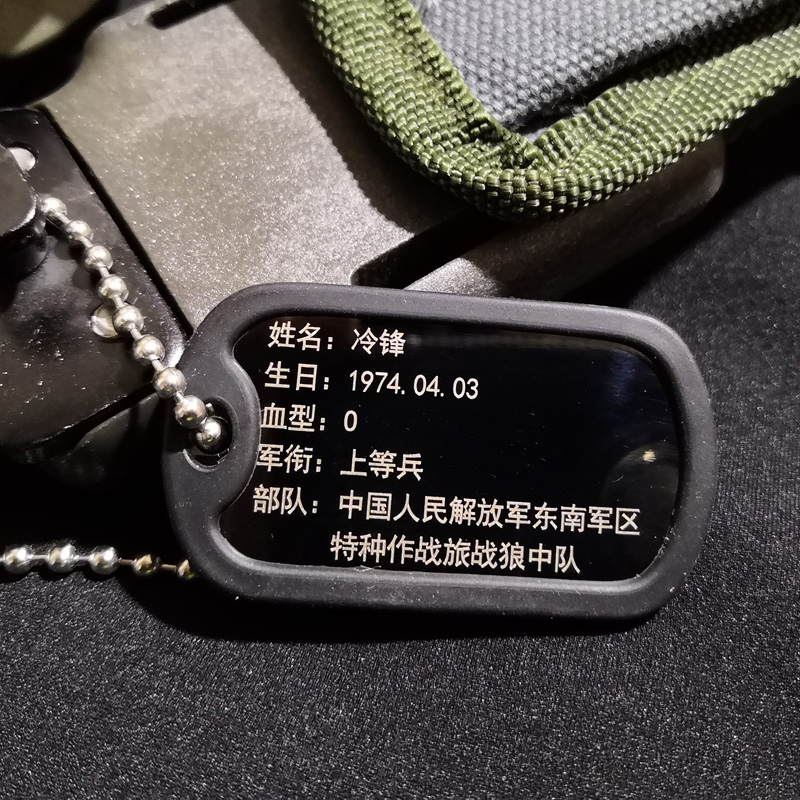 姓名：冷锋
生日：1974.04.03
血型：O
军衔：上等兵
部队：中国人民解放军东南军区
特种作战旅战狼中队